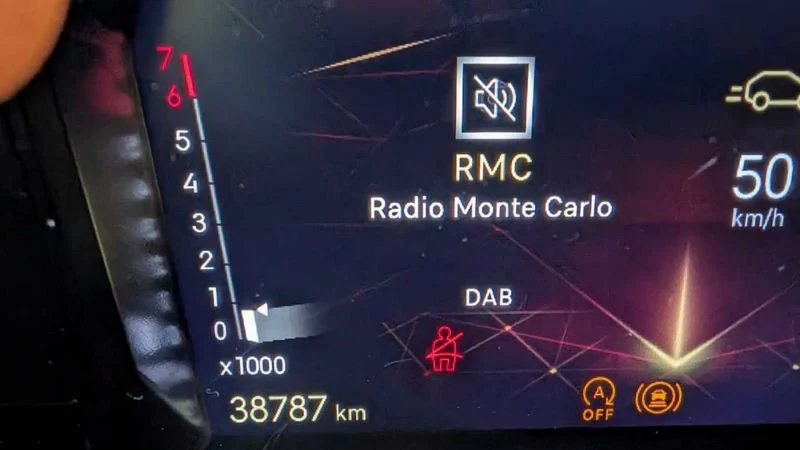 7
6
5
4
3
2
1
0
x1000
38787 km
RMC
Radio Monte Carlo
DAB
50
km/h
A
OFF